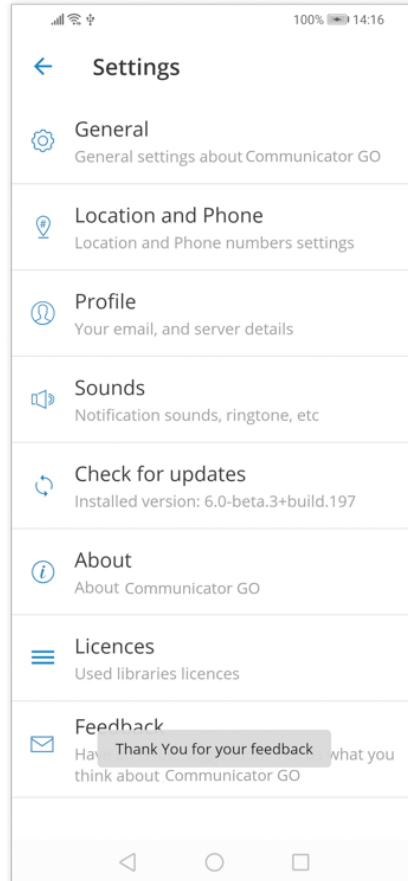 100% 14:16
Settings
General
General settings about Communicator GO
Location and Phone
Location and Phone numbers settings
Profile
Your email, and server details
Sounds
Notification sounds, ringtone, etc
Check for updates
Installed version: 6.0-beta.3+build.197
About
About Communicator GO
Licences
Used libraries licences
Feedback
Thank You for your feedback
what you
think about Communicator GO